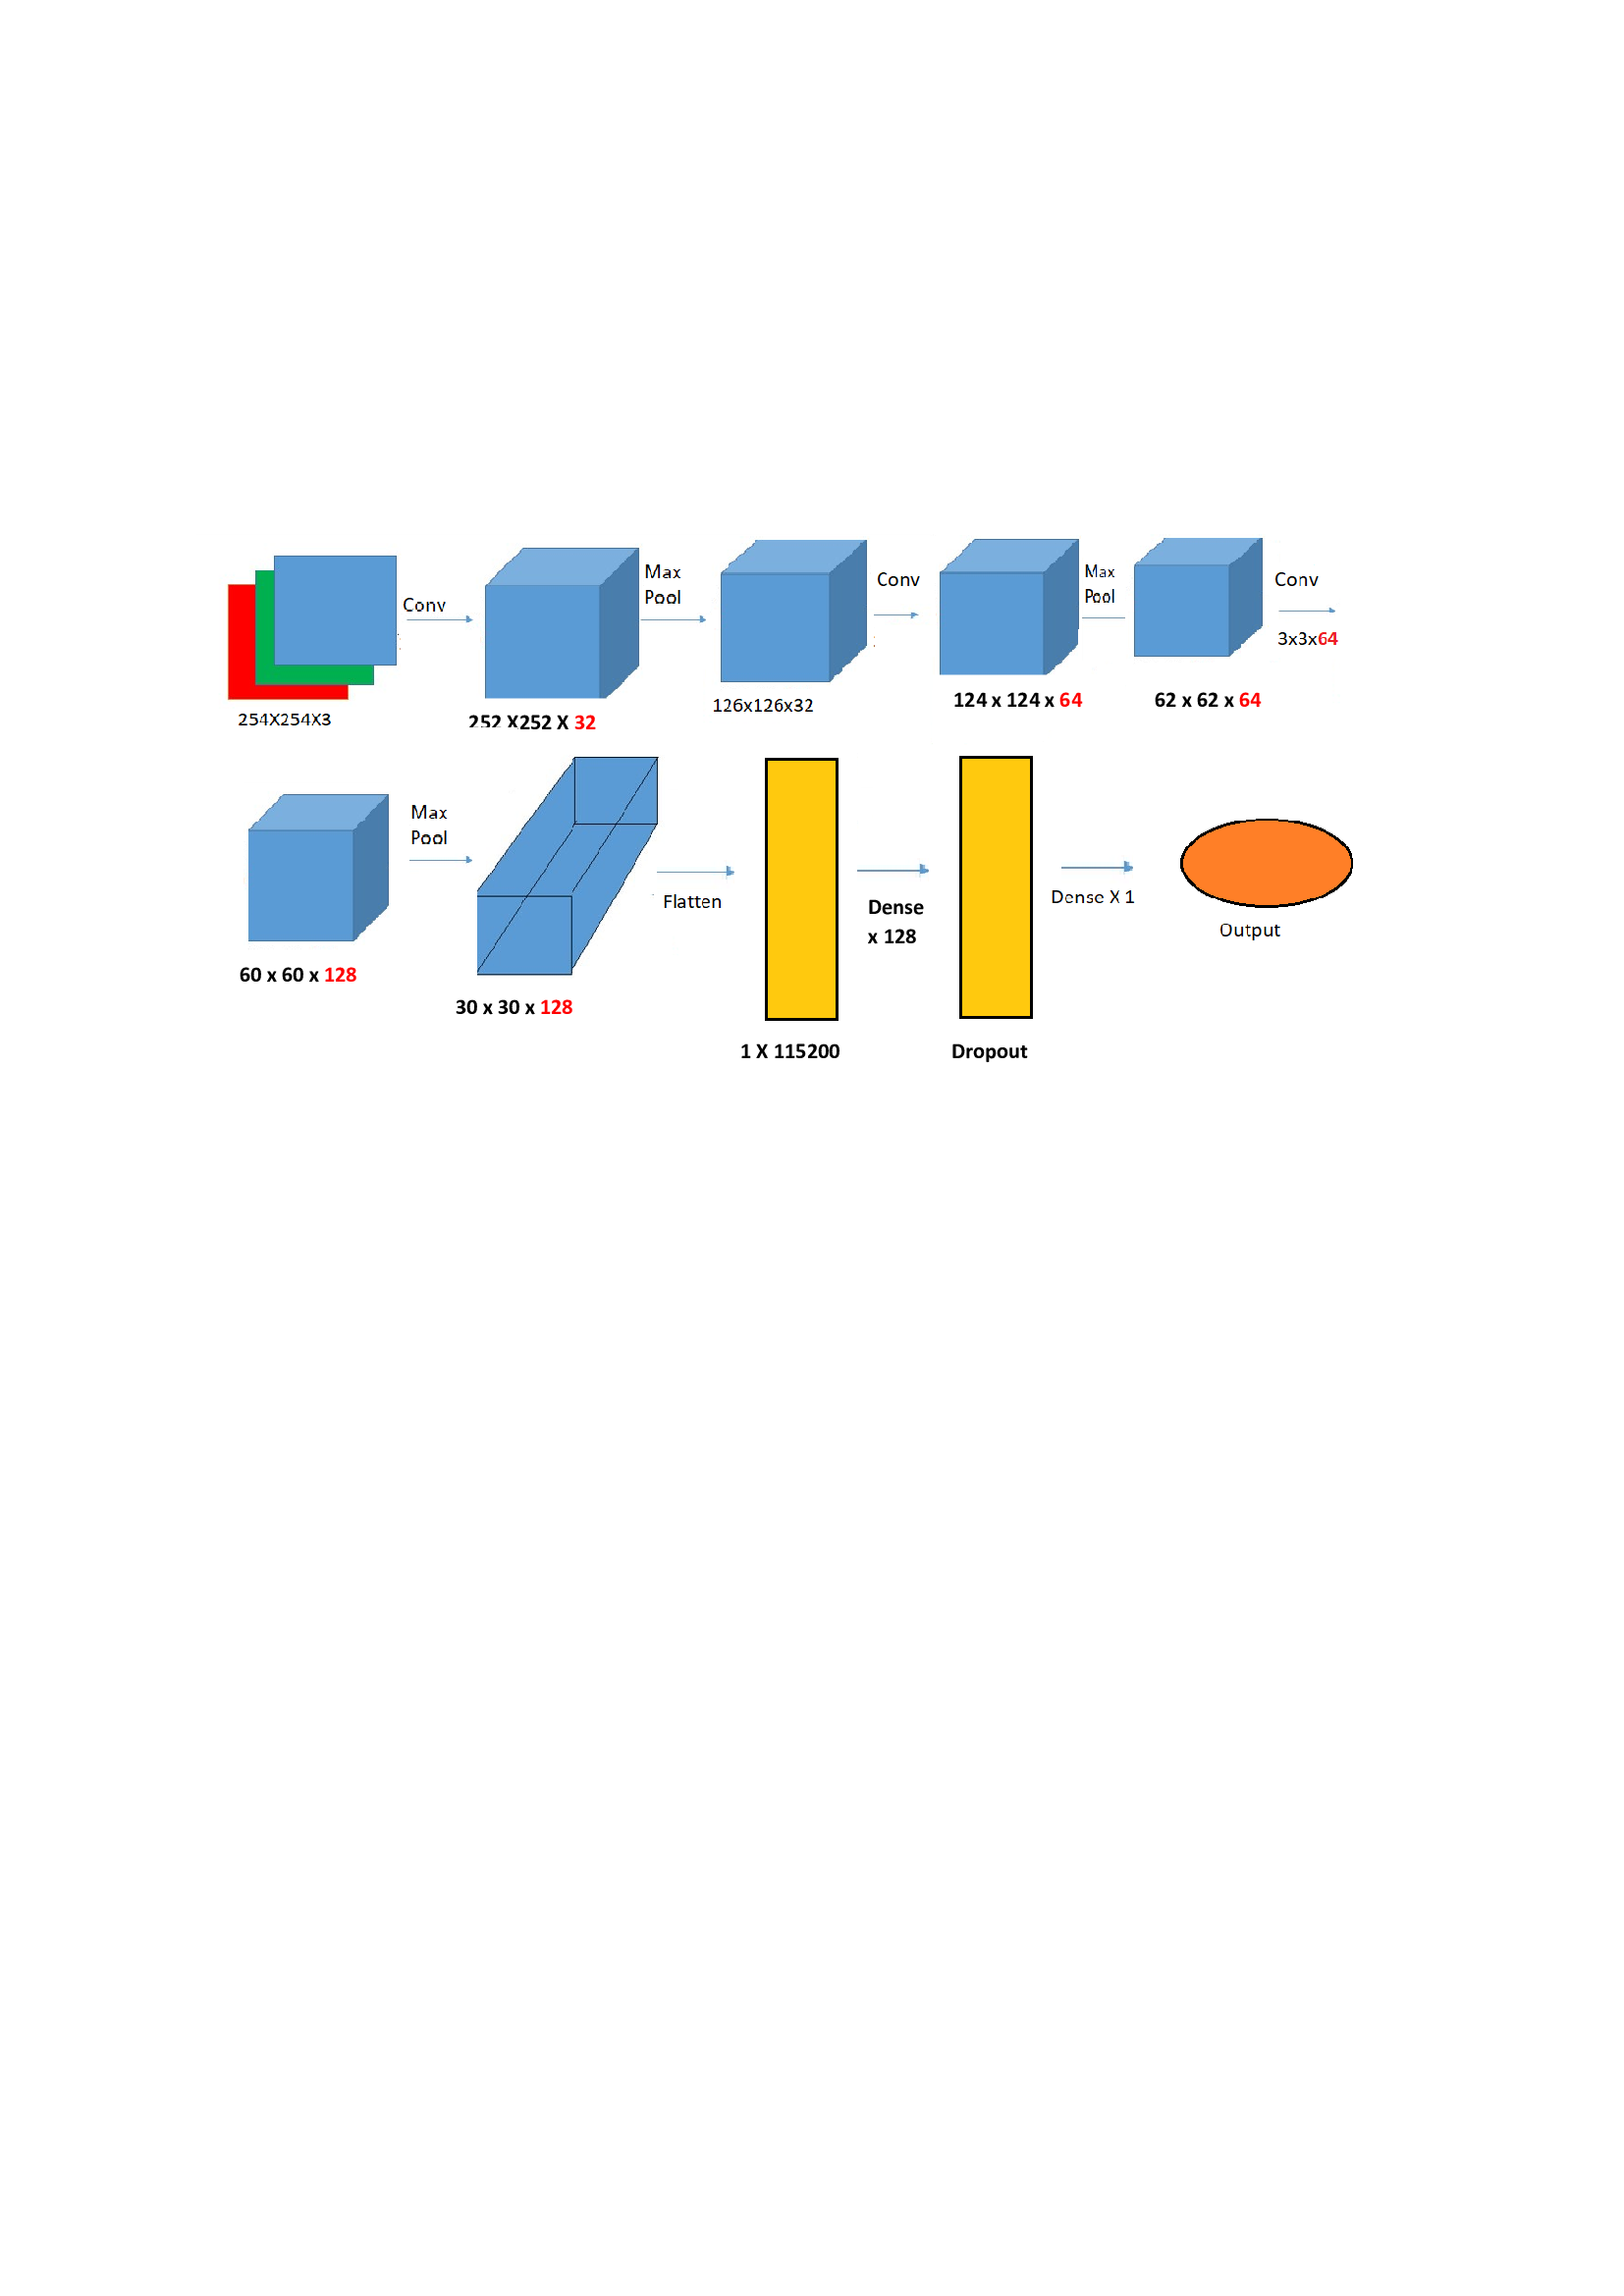 Conv
Max
Pool
Conv
Max
Pool
Conv
3x3x64
254X254X3
252 X252 X 32
126x126x32
124 x 124 x 64
62 x 62 x 64
Max
Pool
Flatten
Dense
x 128
Dense X 1
Output
60 x 60 x 128
30 x 30 x 128
1 X 115200
Dropout